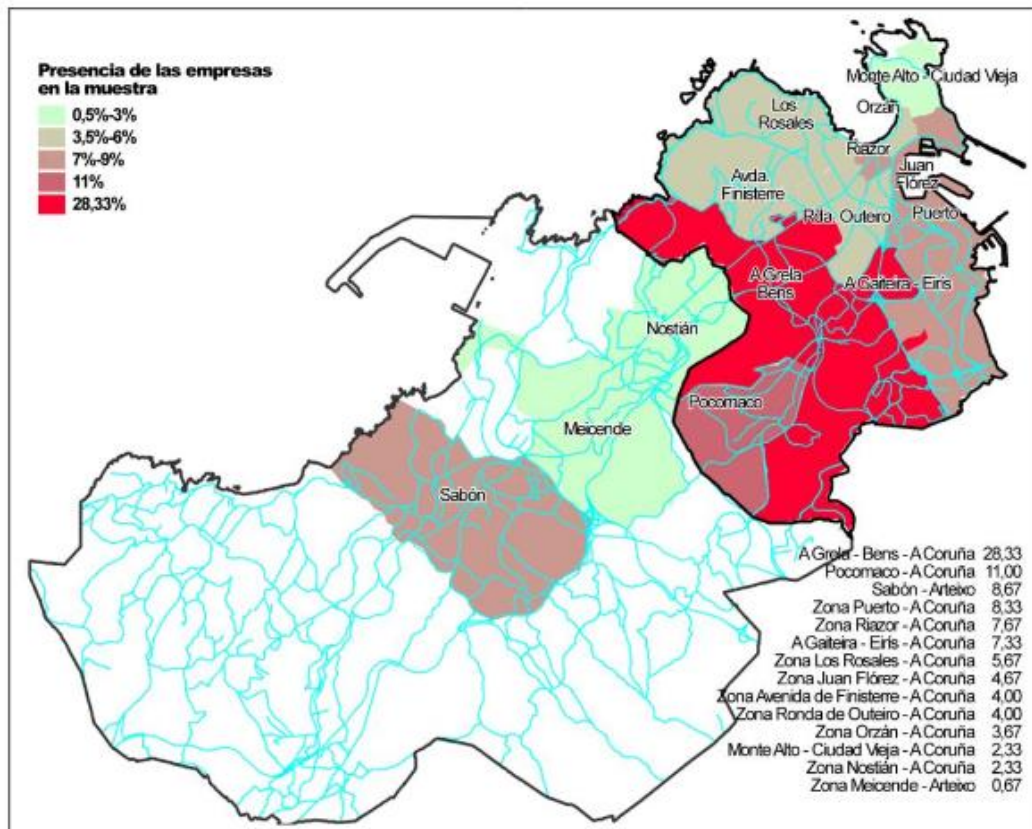 Presencia de las empresas
en la muestra
0,5%-3%
3,5%-6%
7%-9%
11%
28,33%
Monte Alto - Ciudad Vieja
Orzán
Los
Rosales
Riazor
Juan
Flórez
Avda.
Finisterre
Rda. Outeiro
Puerto
A Grela
Bens
A Gaiteira - Eirís
Nostián
Pocomaco
Meicende
Sabón
A Grela - Bens - A Coruña 28,33
Pocomaco - A Coruña 11,00
Sabón - Arteixo 8,67
Zona Puerto - A Coruña 8,33
Zona Riazor - A Coruña 7,67
A Gaiteira - Eirís - A Coruña 7,33
Zona Los Rosales - A Coruña 5,67
Zona Juan Flórez - A Coruña 4,67
Zona Avenida de Finisterre - A Coruña 4,00
Zona Ronda de Outeiro - A Coruña 4,00
Zona Orzán - A Coruña 3,67
Monte Alto - Ciudad Vieja - A Coruña 2,33
Zona Nostián - A Coruña 2,33
Zona Meicende - Arteixo 0,67